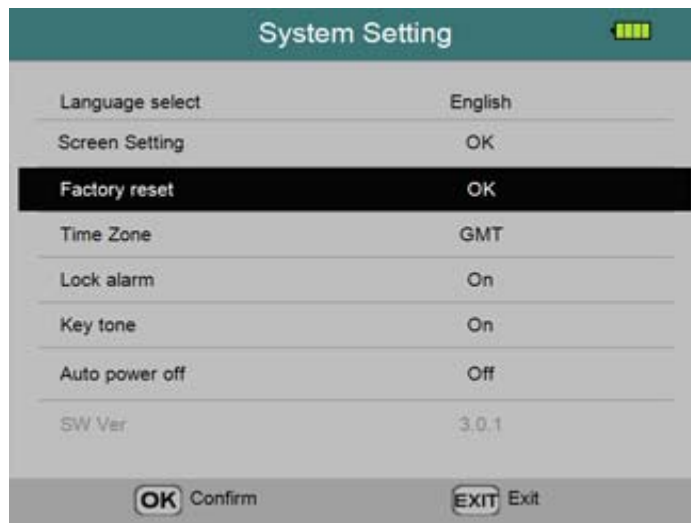 System Setting
Language select English
Screen Setting OK
Factory reset OK
Time Zone GMT
Lock alarm On
Key tone On
Auto power off Off
SW Ver 3.0.1
OK Confirm EXIT Exit